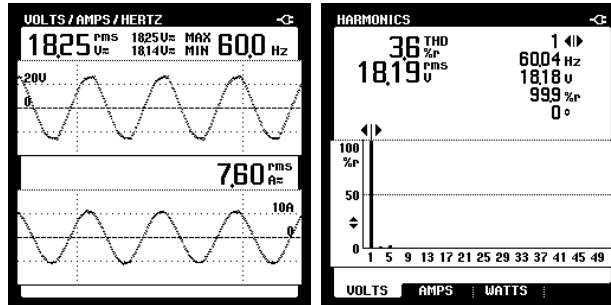 VOLTS/AMPS/HERTZ
18.25 rms V≂ 18.25 V≂ MAX 18.14 V≂ MIN 60.0 Hz
20V
0
7.60 rms A≂
10A
0
HARMONICS
3.6 THD %r
18.19 rms V
1
60.04 Hz
18.18 V
99.9 %r
0 °
100
%r
50
0
1 5 9 13 17 21 25 29 33 37 41 45 49
VOLTS AMPS WATTS